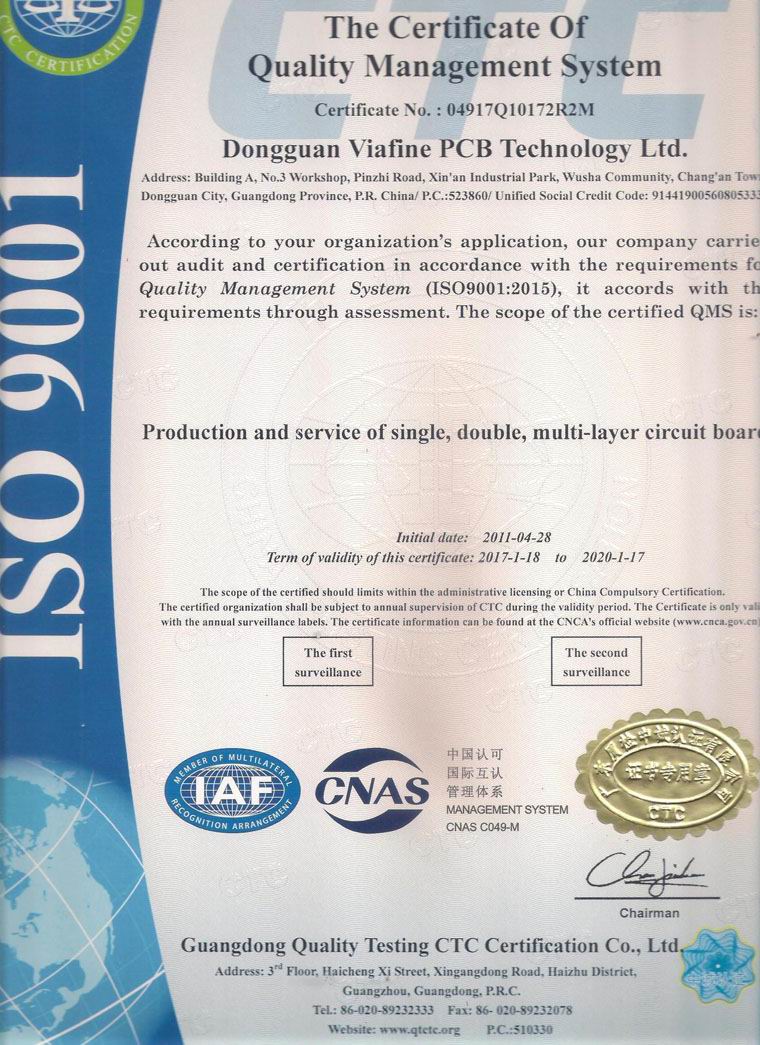 CTC CERTIFICATION
The Certificate Of
Quality Management System
Certificate No. : 04917Q10172R2M
Dongguan Viafine PCB Technology Ltd.
Address: Building A, No.3 Workshop, Pinzhi Road, Xin'an Industrial Park, Wusha Community, Chang'an Tow
Dongguan City, Guangdong Province, P.R. China/ P.C.:523860/ Unified Social Credit Code: 91441900560805333
According to your organization's application, our company carrie
out audit and certification in accordance with the requirements fo
Quality Management System (ISO9001:2015), it accords with th
requirements through assessment. The scope of the certified QMS is:
Production and service of single, double, multi-layer circuit boar
Initial date: 2011-04-28
Term of validity of this certificate: 2017-1-18 to 2020-1-17
The scope of the certified should limits within the administrative licensing or China Compulsory Certification.
The certified organization shall be subject to annual supervision of CTC during the validity period. The Certificate is only vali
with the annual surveillance labels. The certificate information can be found at the CNCA's official website (www.cnca.gov.cn)
The first
surveillance
The second
surveillance
ISO 9001
MEMBER OF MULTILATERAL
IAF
RECOGNITION ARRANGEMENT
CNAS
中国认可
国际互认
管理体系
MANAGEMENT SYSTEM
CNAS C049-M
证书专用章
CTC
Chairman
Guangdong Quality Testing CTC Certification Co., Ltd.
Address: 3rd Floor, Haicheng Xi Street, Xingangdong Road, Haizhu District,
Guangzhou, Guangdong, P.R.C.
Tel.: 86-020-89232333 Fax: 86- 020-89232078
Website: www.qtctc.org P.C.:510330